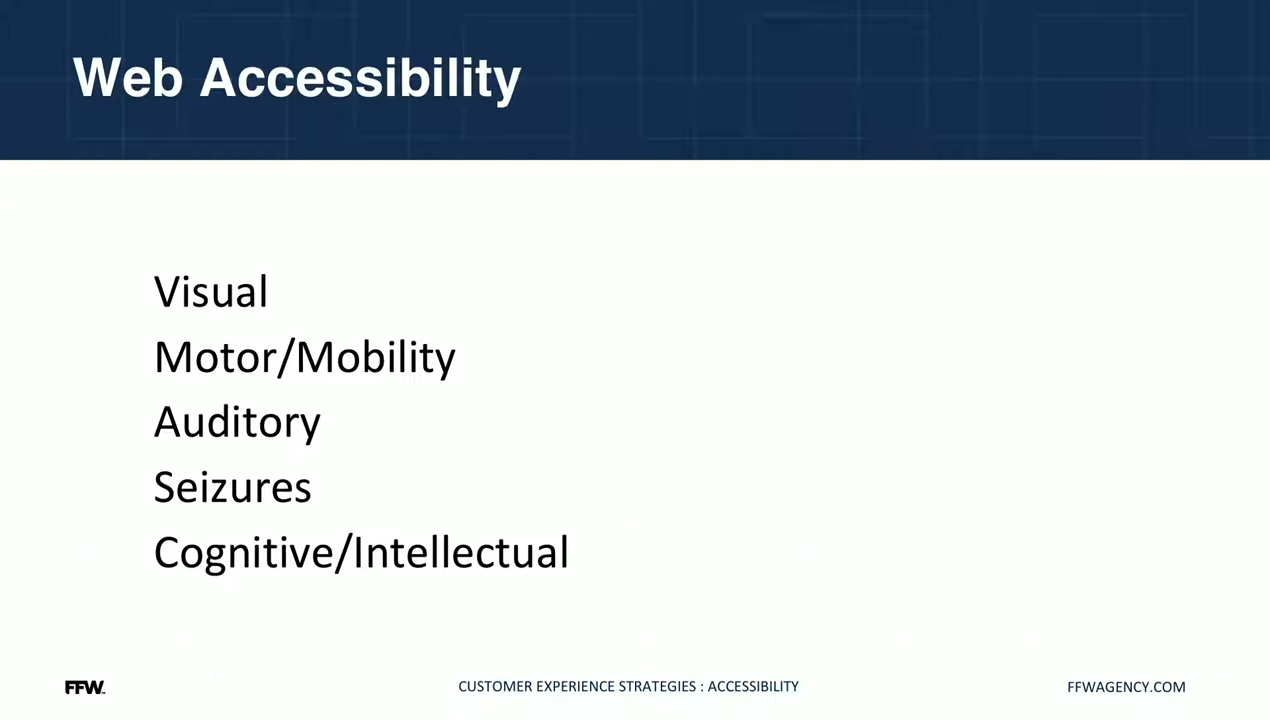 Web Accessibility
Visual
Motor/Mobility
Auditory
Seizures
Cognitive/Intellectual
FFW
CUSTOMER EXPERIENCE STRATEGIES : ACCESSIBILITY
FFWAGENCY.COM